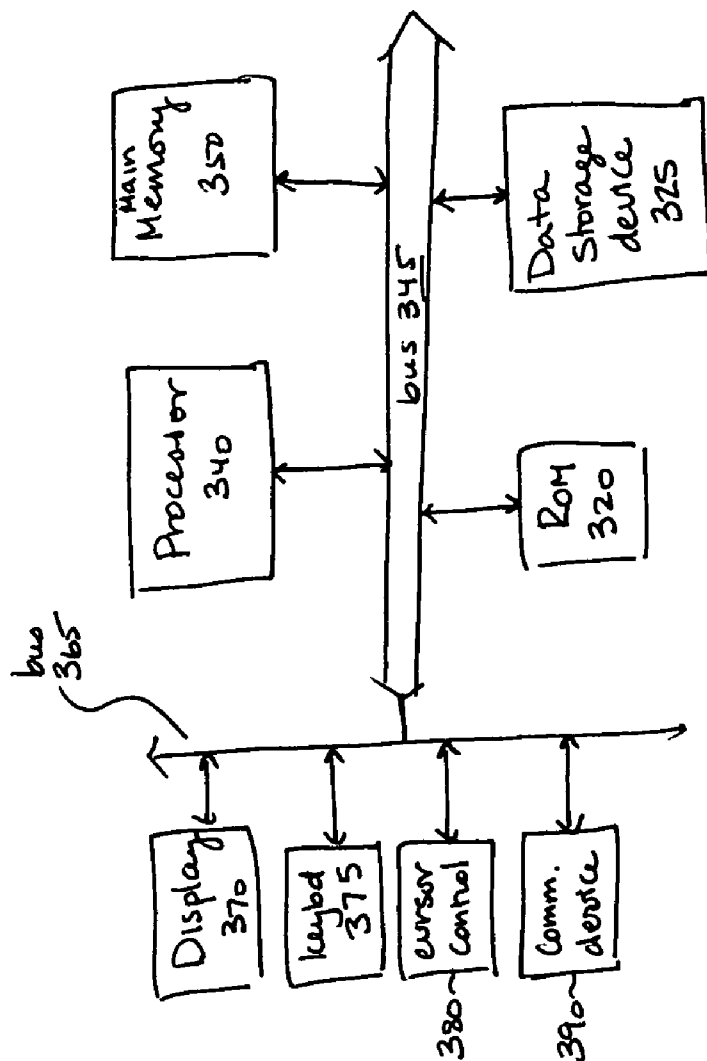 bus
365
Display
370
keybd
375
cursor
control
380
Comm.
device
390
Processor
340
Main
Memory
350
bus 345
ROM
320
Data
Storage
device
325